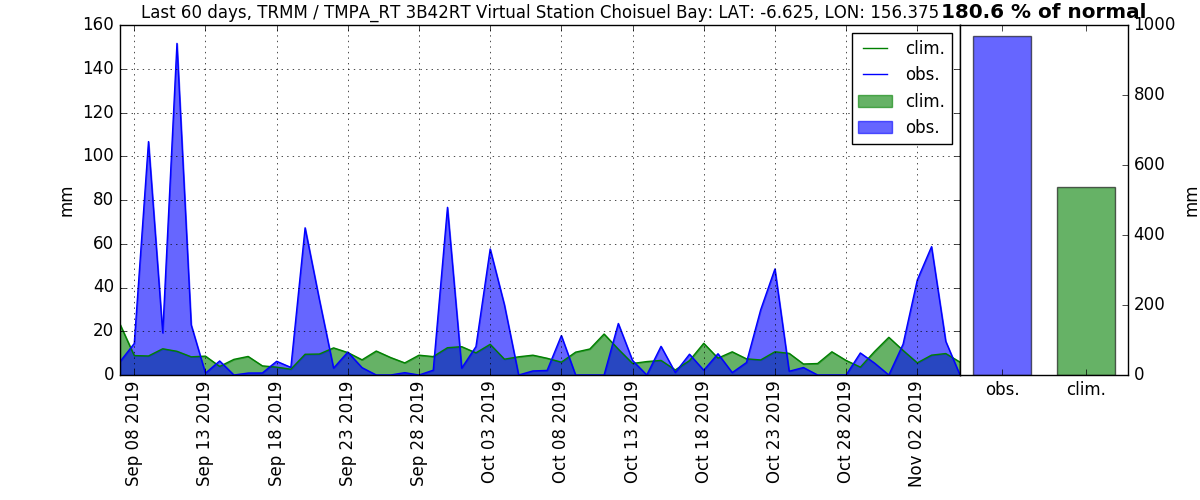 Last 60 days, TRMM / TMPA_RT 3B42RT Virtual Station Choisuel Bay: LAT: -6.625, LON: 156.375
180.6 % of normal
160
140
120
100
80
60
40
20
0
mm
clim.
obs.
clim.
obs.
1000
800
600
400
200
0
mm
Sep 08 2019
Sep 13 2019
Sep 18 2019
Sep 23 2019
Sep 28 2019
Oct 03 2019
Oct 08 2019
Oct 13 2019
Oct 18 2019
Oct 23 2019
Oct 28 2019
Nov 02 2019
obs.
clim.